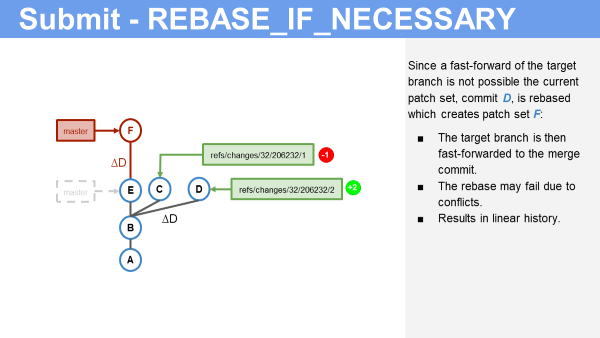 Submit - REBASE_IF_NECESSARY
Since a fast-forward of the target
branch is not possible the current
patch set, commit D, is rebased
which creates patch set F:
■ The target branch is then
fast-forwarded to the merge
commit.
■ The rebase may fail due to
conflicts.
■ Results in linear history.
master
F
refs/changes/32/206232/1
-1
ΔD
master
E
C
D
refs/changes/32/206232/2
+2
ΔD
B
A